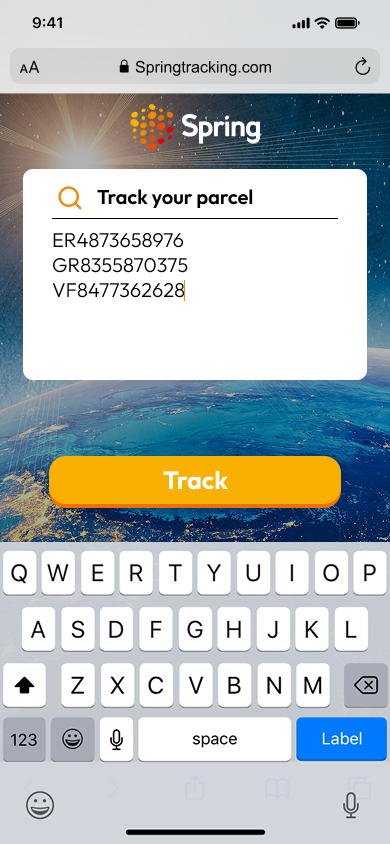 9:41
AA Springtracking.com
Spring
Track your parcel
ER4873658976
GR8355870375
VF8477362628
Track
Q W E R T Y U I O P
A S D F G H J K L
Z X C V B N M
123 space Label